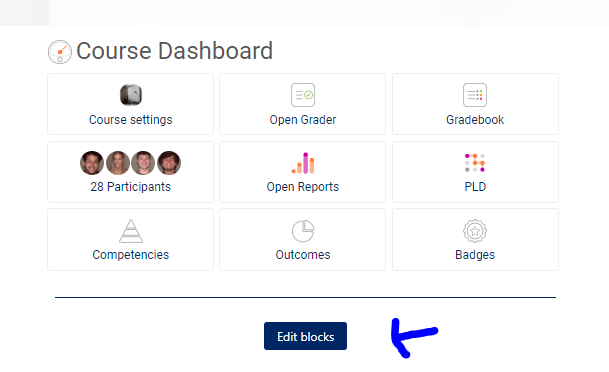 Course Dashboard
Course settings
Open Grader
Gradebook
28 Participants
Open Reports
PLD
Competencies
Outcomes
Badges
Edit blocks